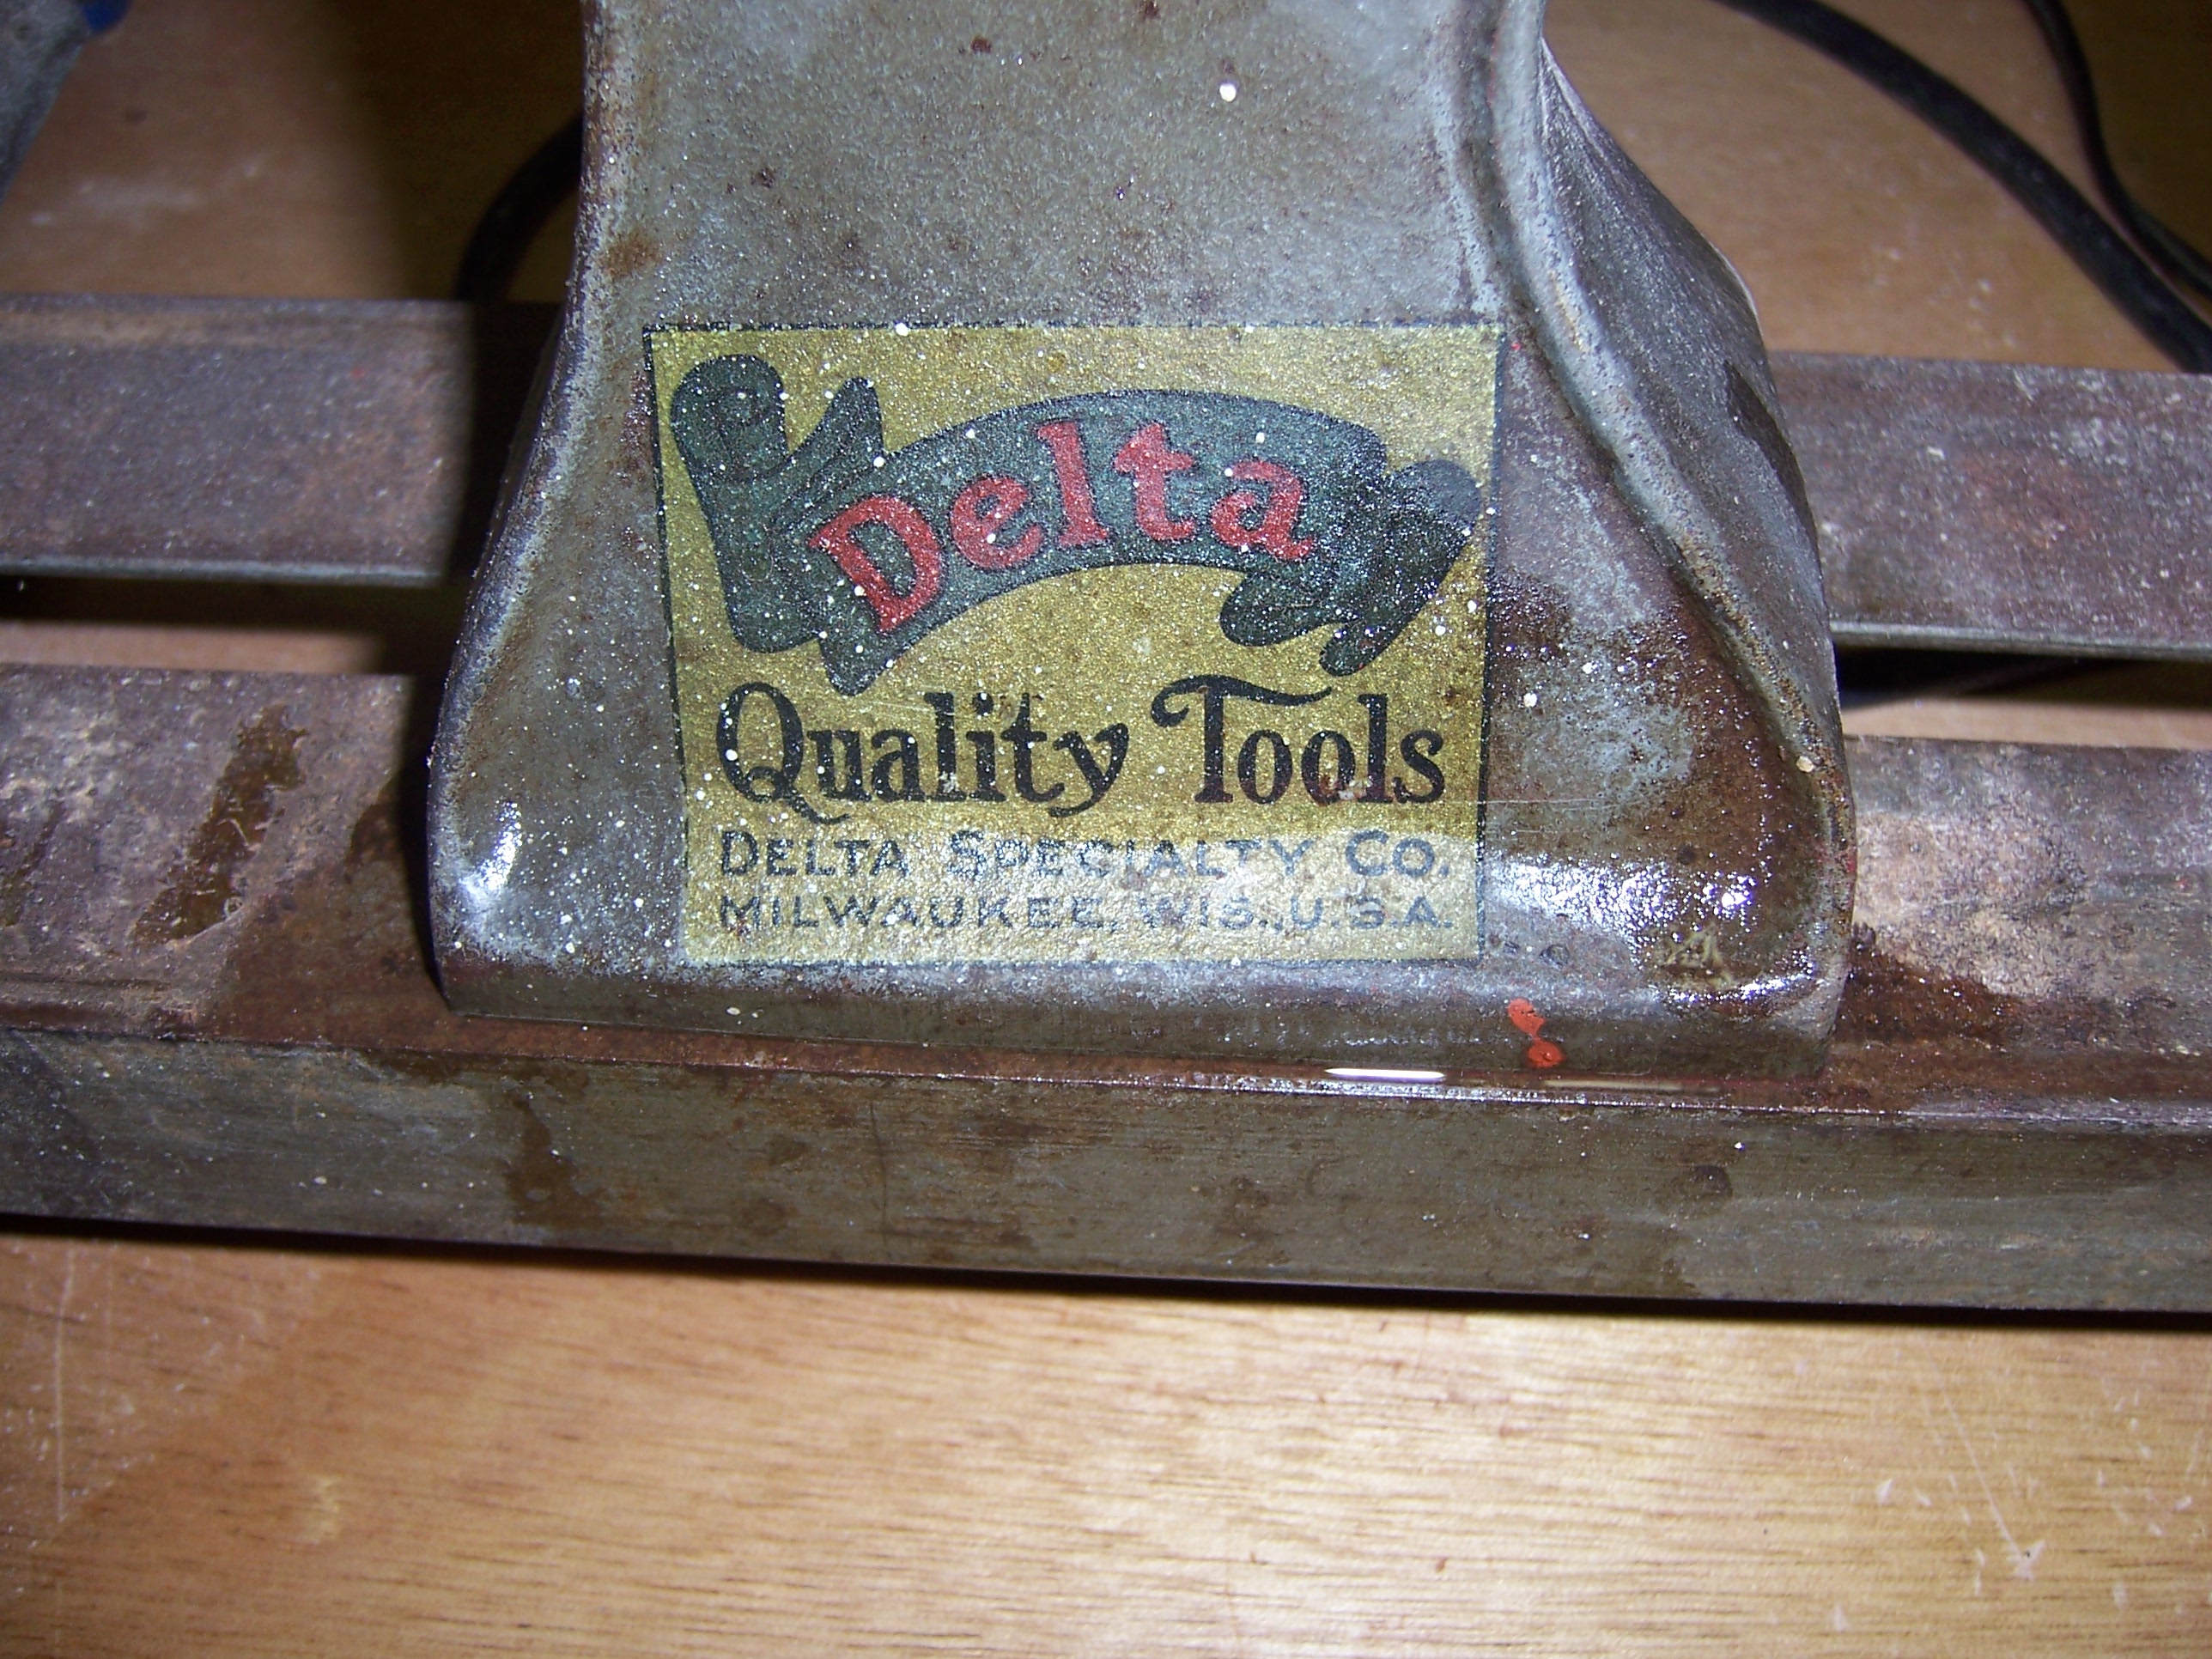 Delta
Quality Tools
DELTA SPECIALTY CO.
MILWAUKEE, WIS., U.S.A.